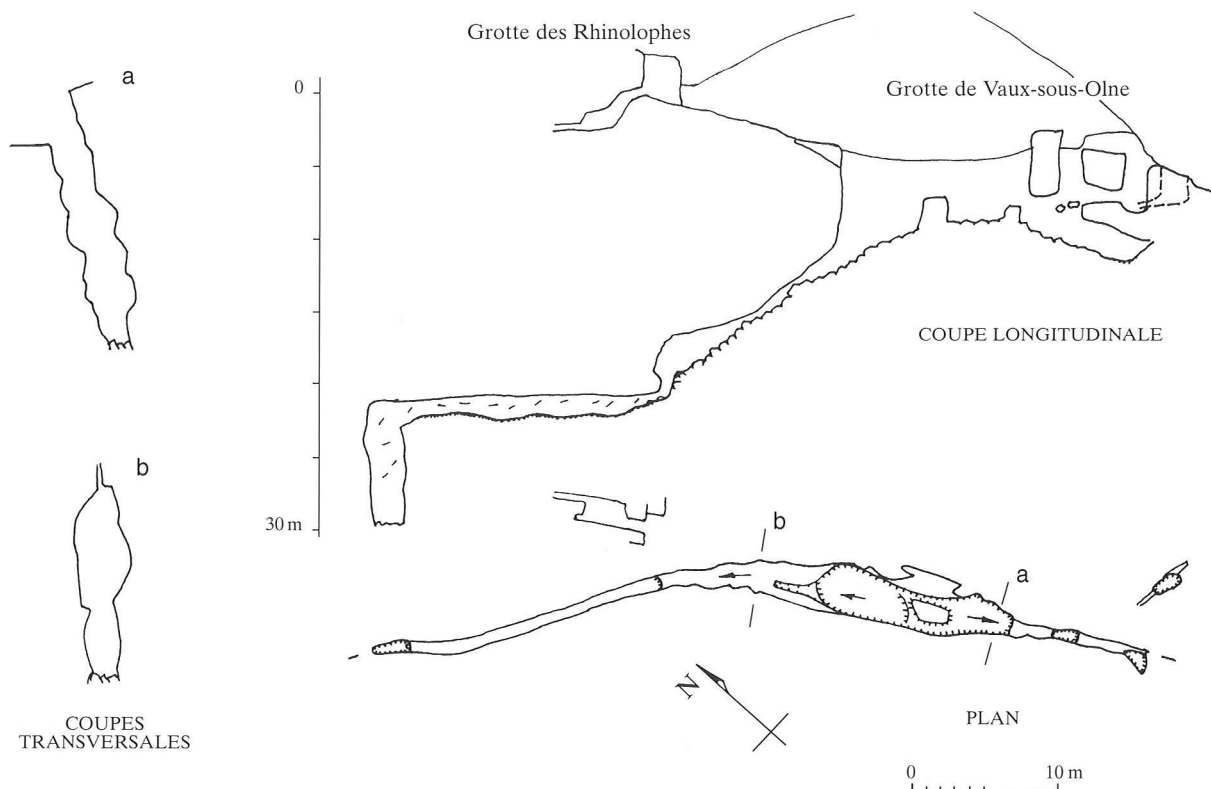 Grotte des Rhinolophes
a
0
Grotte de Vaux-sous-Olne
COUPE LONGITUDINALE
b
30 m
b
a
N
COUPES
TRANSVERSALES
PLAN
0
10 m